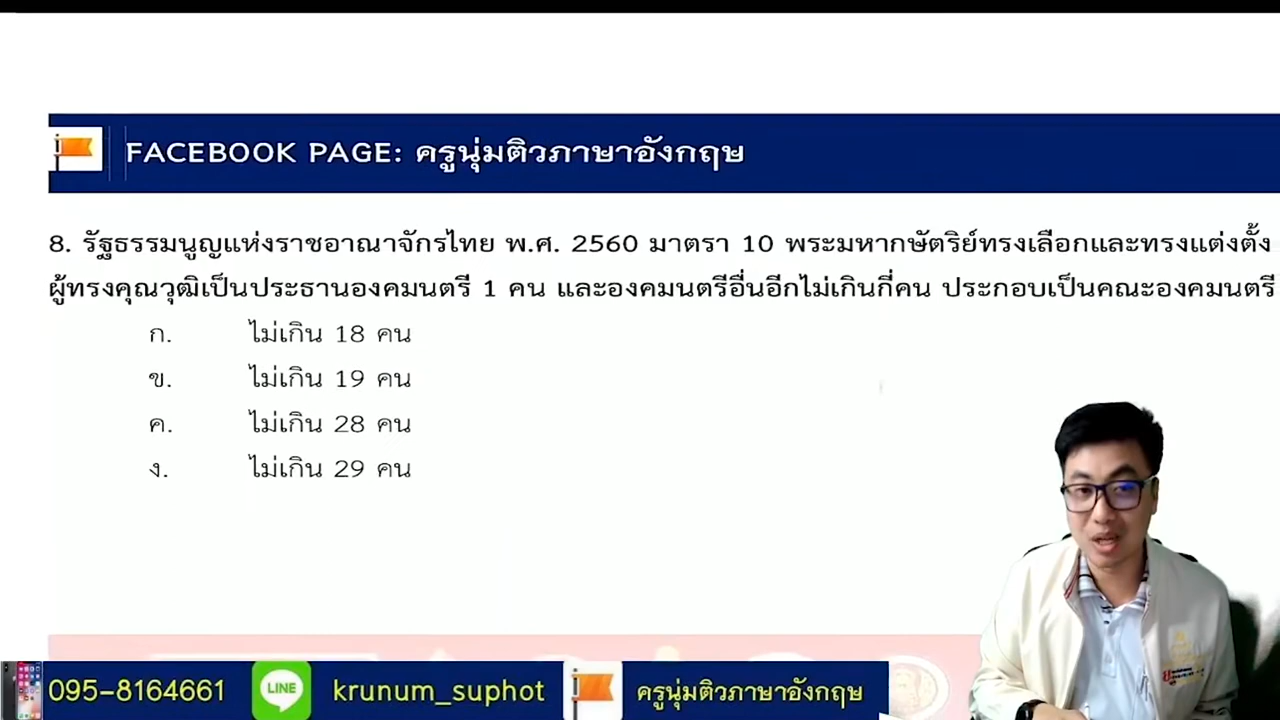 FACEBOOK PAGE: ครูนุ่มติวภาษาอังกฤษ
8. รัฐธรรมนูญแห่งราชอาณาจักรไทย พ.ศ. 2560 มาตรา 10 พระมหากษัตริย์ทรงเลือกและทรงแต่งตั้ง
ผู้ทรงคุณวุฒิเป็นประธานองคมนตรี 1 คน และองคมนตรีอื่นอีกไม่เกินกี่คน ประกอบเป็นคณะองคมนตรี
ก. ไม่เกิน 18 คน
ข. ไม่เกิน 19 คน
ค. ไม่เกิน 28 คน
ง. ไม่เกิน 29 คน
095-8164661 LINE krunum_suphot ครูนุ่มติวภาษาอังกฤษ